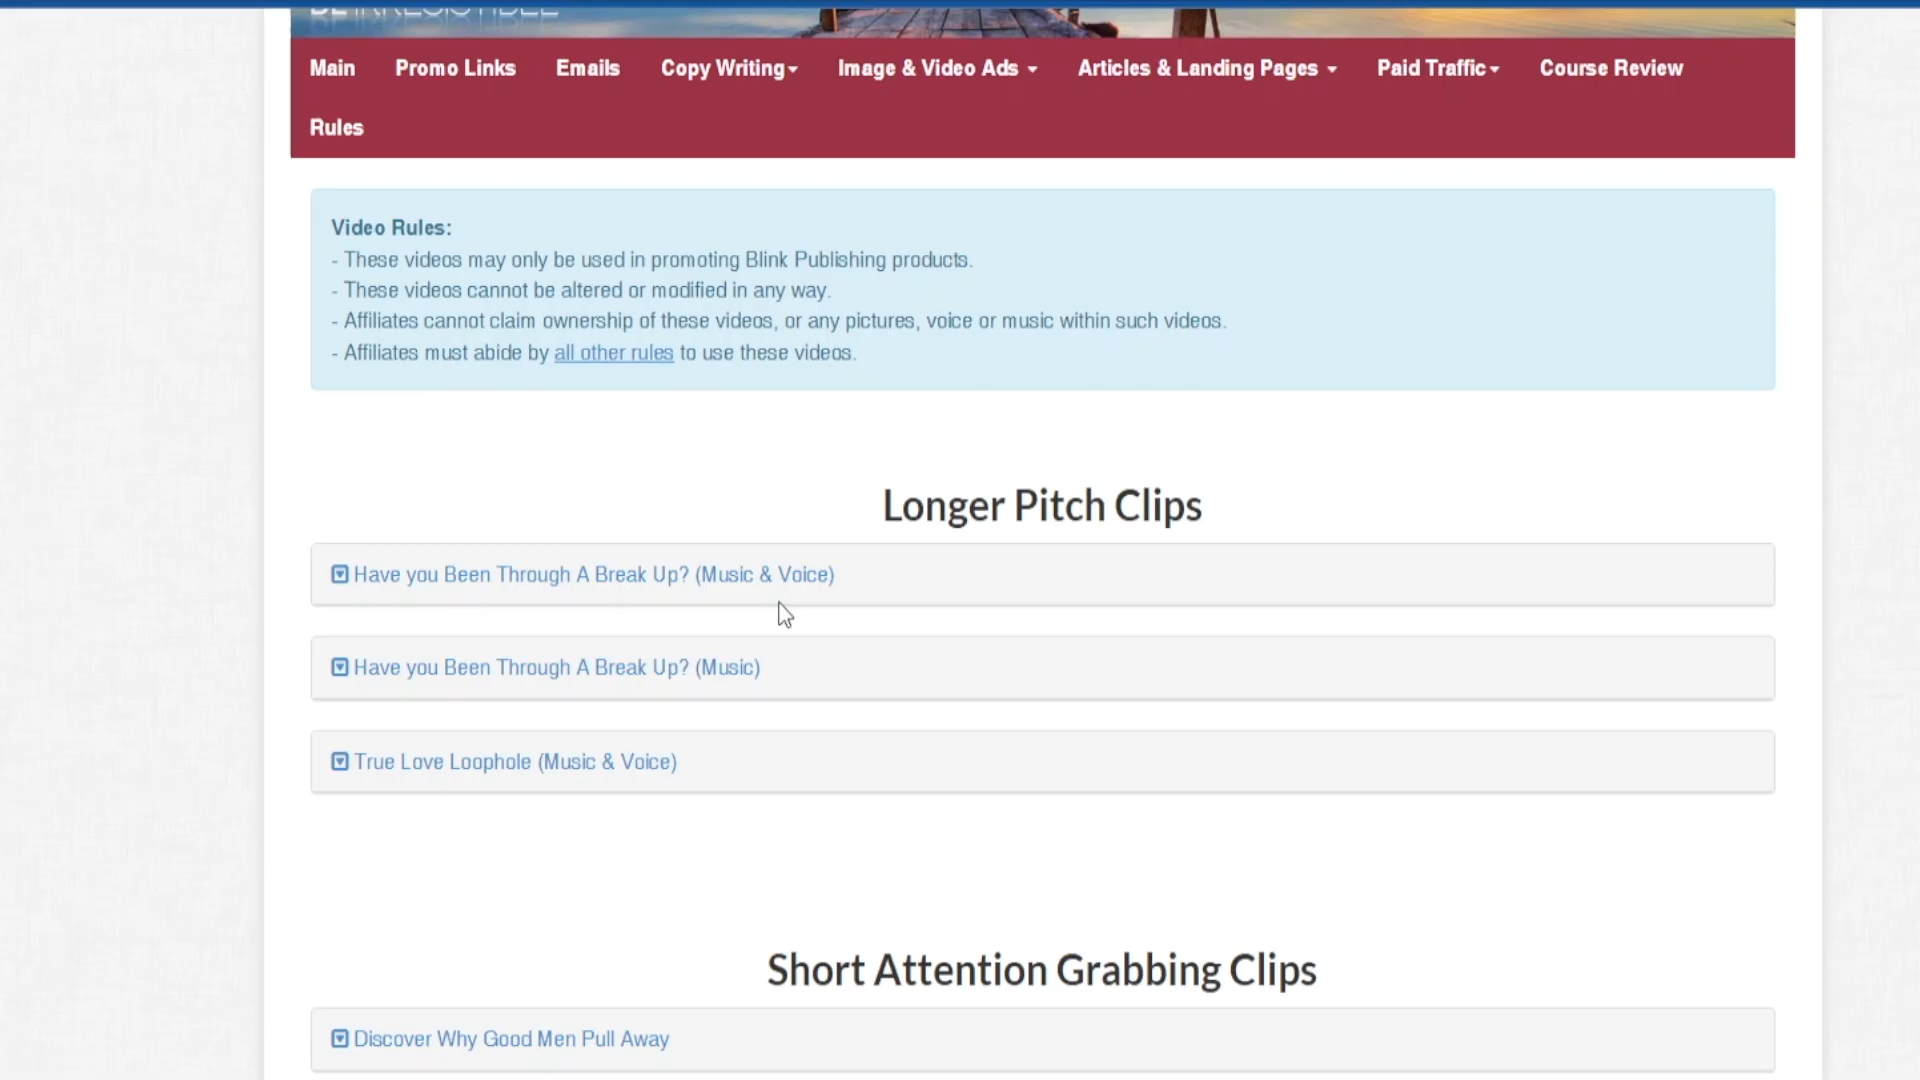 Main Promo Links Emails Copy Writing Image & Video Ads Articles & Landing Pages Paid Traffic Course Review
Rules
Video Rules:
- These videos may only be used in promoting Blink Publishing products.
- These videos cannot be altered or modified in any way.
- Affiliates cannot claim ownership of these videos, or any pictures, voice or music within such videos.
- Affiliates must abide by all other rules to use these videos.
Longer Pitch Clips
Have you Been Through A Break Up? (Music & Voice)
Have you Been Through A Break Up? (Music)
True Love Loophole (Music & Voice)
Short Attention Grabbing Clips
Discover Why Good Men Pull Away